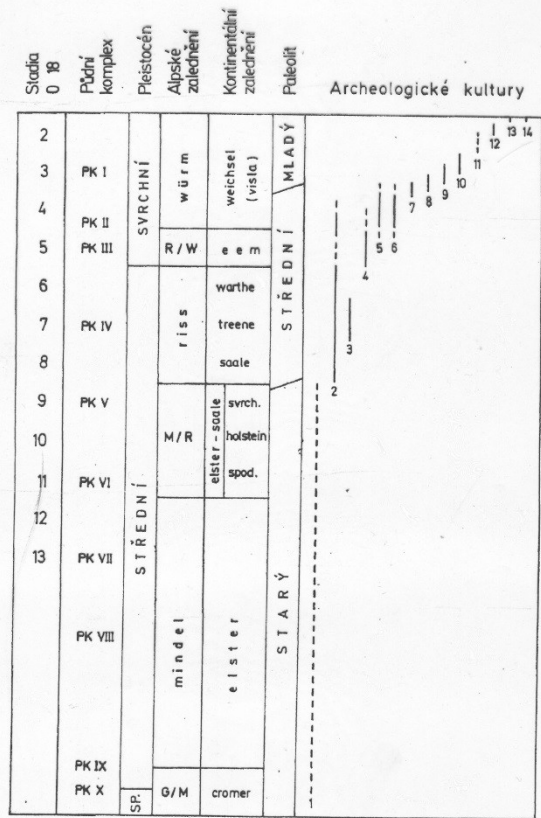 Stadia O 18
Půdní komplex
Pleistocén
Alpské zalednění
Kontinentální zalednění
Paleolit
Archeologické kultury
2
3
4
5
6
7
8
9
10
11
12
13
PK I
PK II
PK III
PK IV
PK V
PK VI
PK VII
PK VIII
PK IX
PK X
SVRCHNÍ
STŘEDNÍ
SP.
würm
R/W
riss
M/R
mindel
G/M
weichsel
(visla)
eem
warthe
treene
saale
elster-saale
svrch.
holstein
spod.
elster
cromer
MLADÝ
STŘEDNÍ
STARÝ
13
14
12
11
10
9
8
7
5
6
4
3
2
1